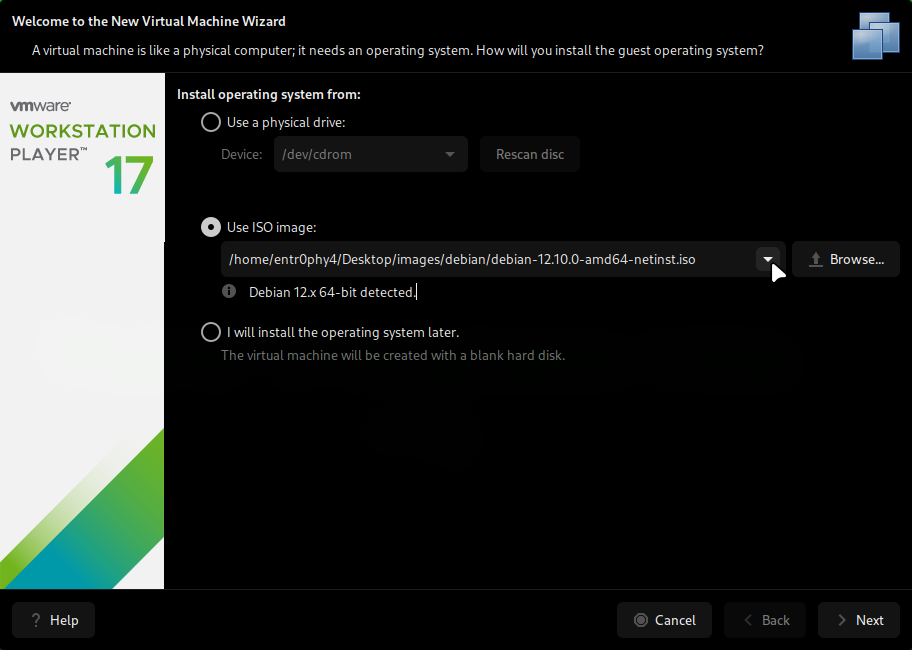 Welcome to the New Virtual Machine Wizard
A virtual machine is like a physical computer; it needs an operating system. How will you install the guest operating system?
vmware
WORKSTATION
PLAYER™
17
Install operating system from:
Use a physical drive:
Device: /dev/cdrom Rescan disc
Use ISO image:
/home/entr0phy4/Desktop/images/debian/debian-12.10.0-amd64-netinst.iso Browse...
Debian 12.x 64-bit detected.
I will install the operating system later.
The virtual machine will be created with a blank hard disk.
? Help Cancel Back Next